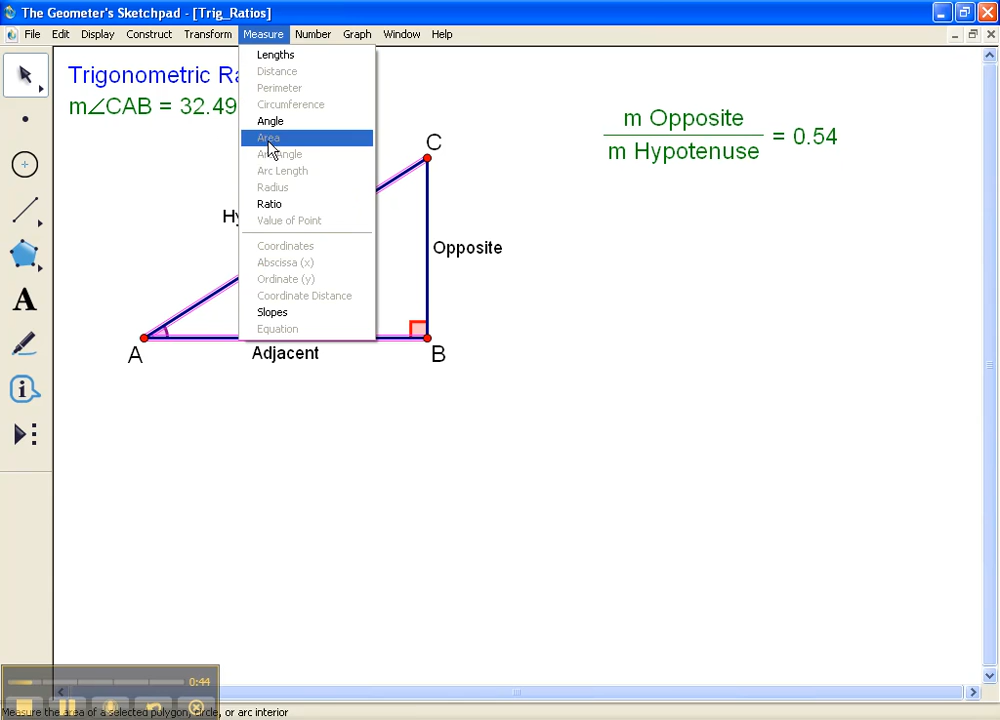 The Geometer's Sketchpad - [Trig_Ratios]
File Edit Display Construct Transform Measure Number Graph Window Help
Trigonometric
m∠CAB = 32.49
Lengths
Distance
Perimeter
Circumference
Angle
Area
Arc Angle
Arc Length
Radius
Ratio
Value of Point
Coordinates
Abscissa (x)
Ordinate (y)
Coordinate Distance
Slopes
Equation
m Opposite
m Hypotenuse
= 0.54
C
Hy
Opposite
A
Adjacent
B
A
0:44
Measure the area of a selected polygon, circle, or arc interior